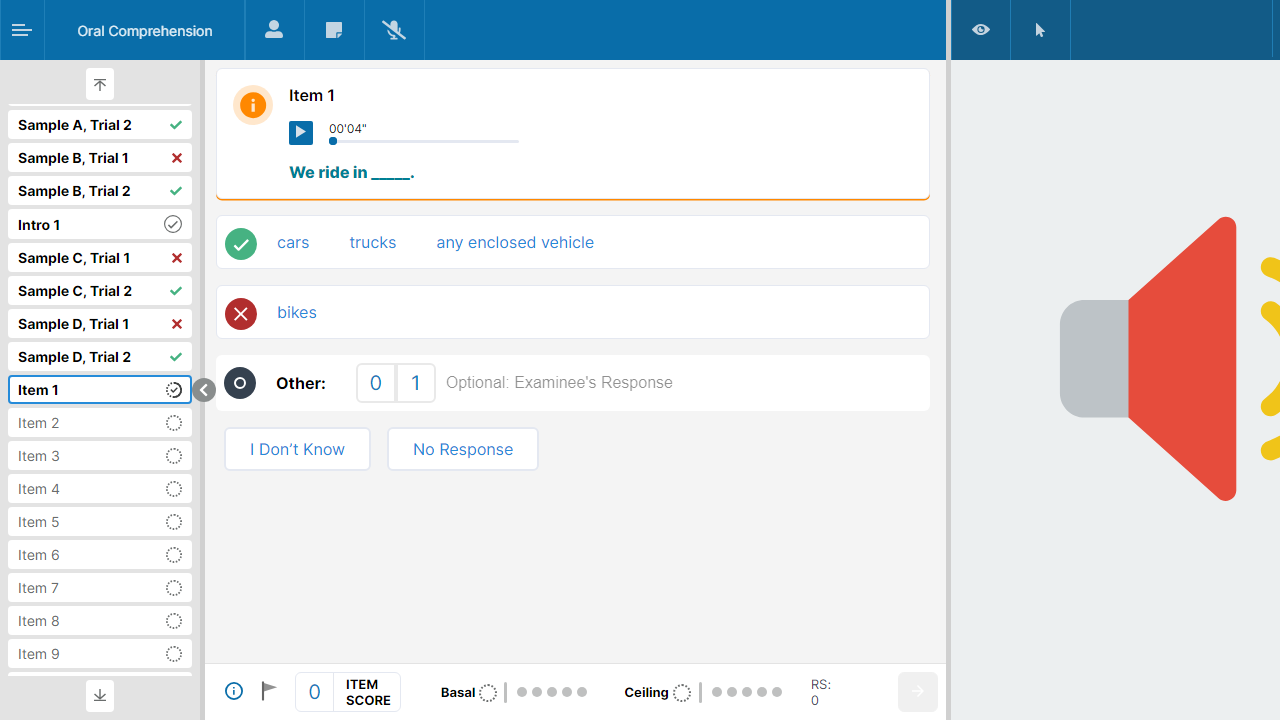 Oral Comprehension
Sample A, Trial 2
Sample B, Trial 1
Sample B, Trial 2
Intro 1
Sample C, Trial 1
Sample C, Trial 2
Sample D, Trial 1
Sample D, Trial 2
Item 1
Item 2
Item 3
Item 4
Item 5
Item 6
Item 7
Item 8
Item 9
Item 1
00'04"
We ride in _____.
cars trucks any enclosed vehicle
bikes
Other: 0 1 Optional: Examinee's Response
I Don’t Know No Response
0 ITEM SCORE
Basal
Ceiling
RS:
0